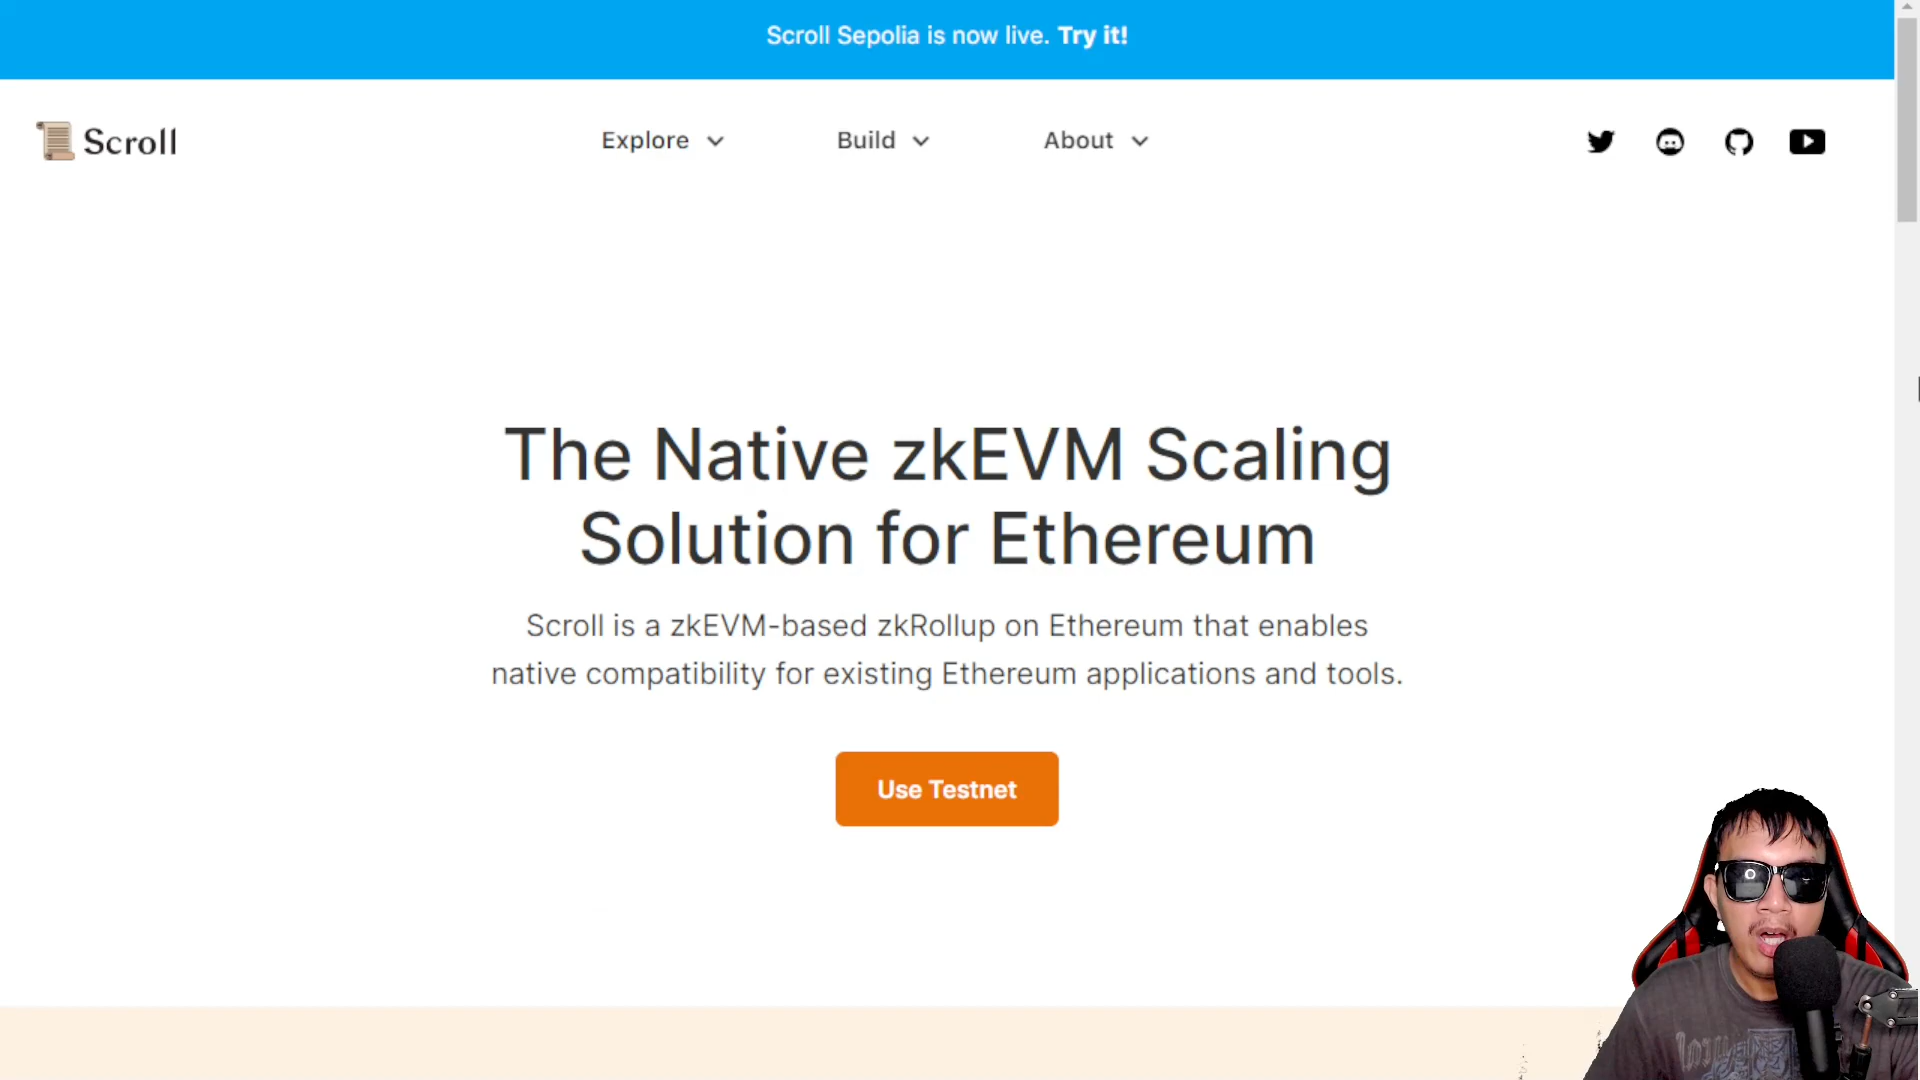 Scroll Sepolia is now live. Try it!
Scroll
Explore
Build
About
The Native zkEVM Scaling
Solution for Ethereum
Scroll is a zkEVM-based zkRollup on Ethereum that enables
native compatibility for existing Ethereum applications and tools.
Use Testnet